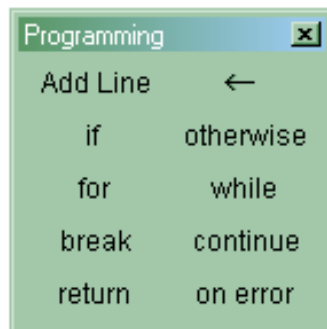 Programming
Add Line ←
if otherwise
for while
break continue
return on error